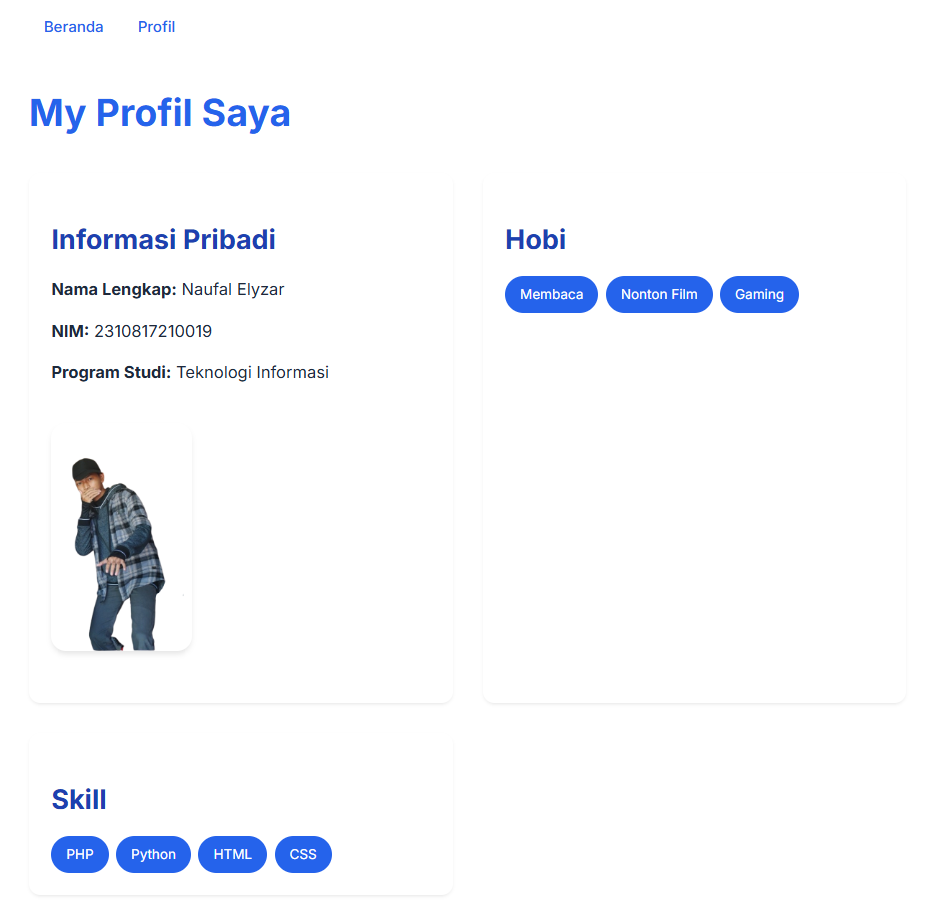 Beranda Profil
My Profil Saya
Informasi Pribadi
Nama Lengkap: Naufal Elyzar
NIM: 2310817210019
Program Studi: Teknologi Informasi
Hobi
Membaca Nonton Film Gaming
Skill
PHP Python HTML CSS